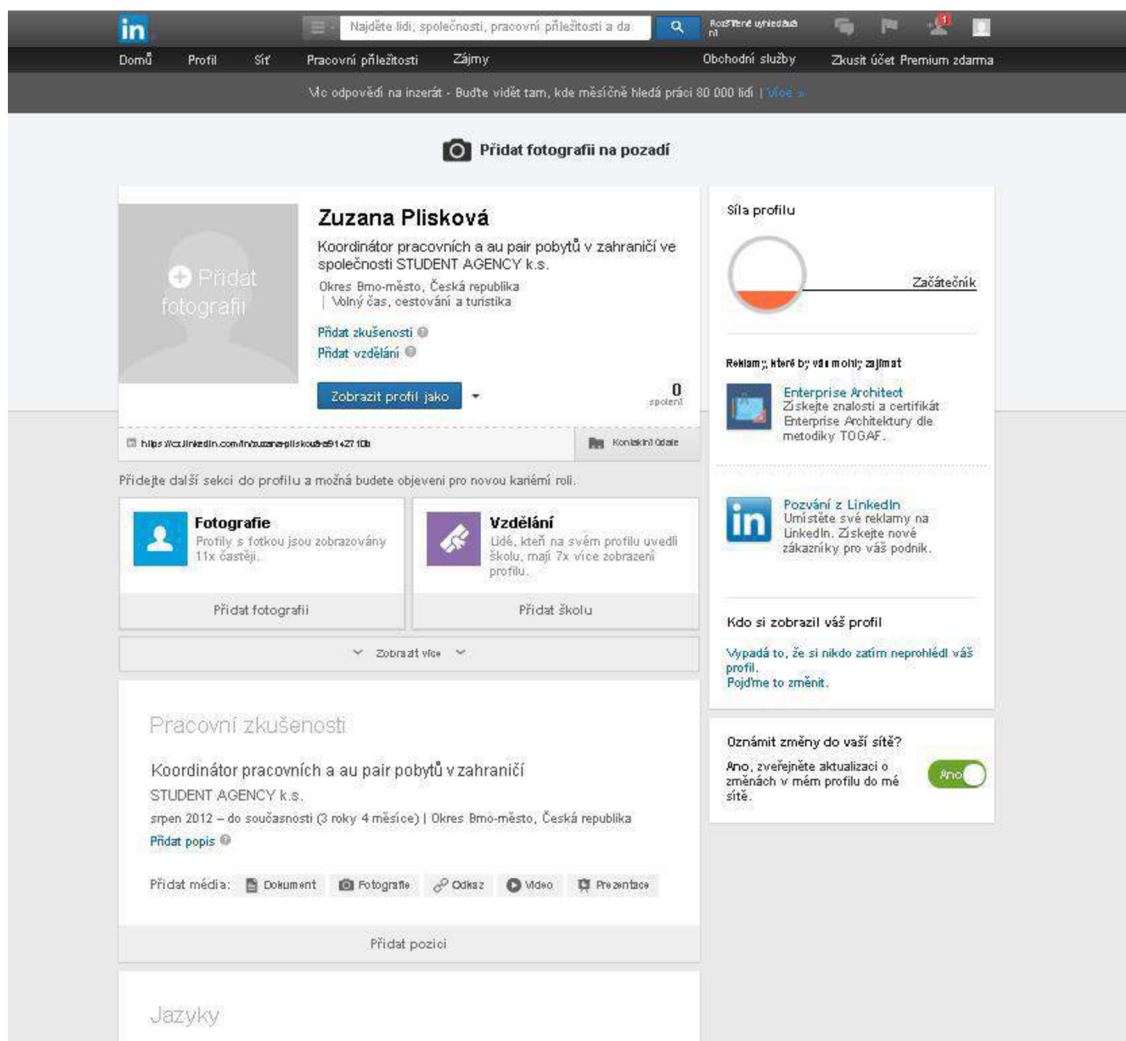 in
Najděte lidi, společnosti, pracovní příležitosti a da
1
Domů Profil Síť Pracovní příležitosti Zájmy Obchodní služby Zkusit účet Premium zdarma
Víc odpovědí na inzerát - Buďte vidět tam, kde měsíčně hledá práci 80 000 lidí | Více »
Přidat fotografii na pozadí
Přidat
fotografii
Zuzana Plisková
Koordinátor pracovních a au pair pobytů v zahraničí ve
společnosti STUDENT AGENCY k.s.
Okres Brno-město, Česká republika
| Volný čas, cestování a turistika
Přidat zkušenosti
Přidat vzdělání
Zobrazit profil jako
0
spojení
Kontaktní údaje
Přidejte další sekci do profilu a možná budete objeveni pro novou kariérní roli.
Fotografie
Profily s fotkou jsou zobrazovány
11x častěji.
Přidat fotografii
Vzdělání
Lidé, kteří na svém profilu uvedli
školu, mají 7x více zobrazení
profilu.
Přidat školu
Zobrazit více
Pracovní zkušenosti
Koordinátor pracovních a au pair pobytů v zahraničí
STUDENT AGENCY k.s.
srpen 2012 – do současnosti (3 roky 4 měsíce) | Okres Brno-město, Česká republika
Přidat popis
Přidat média: Dokument Fotografie Odkaz Video Prezentace
Přidat pozici
Jazyky
Síla profilu
Začátečník
Reklamy, které by vás mohly zajímat
Enterprise Architect
Získejte znalosti a certifikát
Enterprise Architektury dle
metodiky TOGAF.
in
Pozvání z LinkedIn
Umístěte své reklamy na
LinkedIn. Získejte nové
zákazníky pro váš podnik.
Kdo si zobrazil váš profil
Vypadá to, že si nikdo zatím neprohlédl váš
profil.
Pojďme to změnit.
Oznámit změny do vaší sítě?
Ano, zveřejněte aktualizaci o
změnách v mém profilu do mé
sítě.
Ano